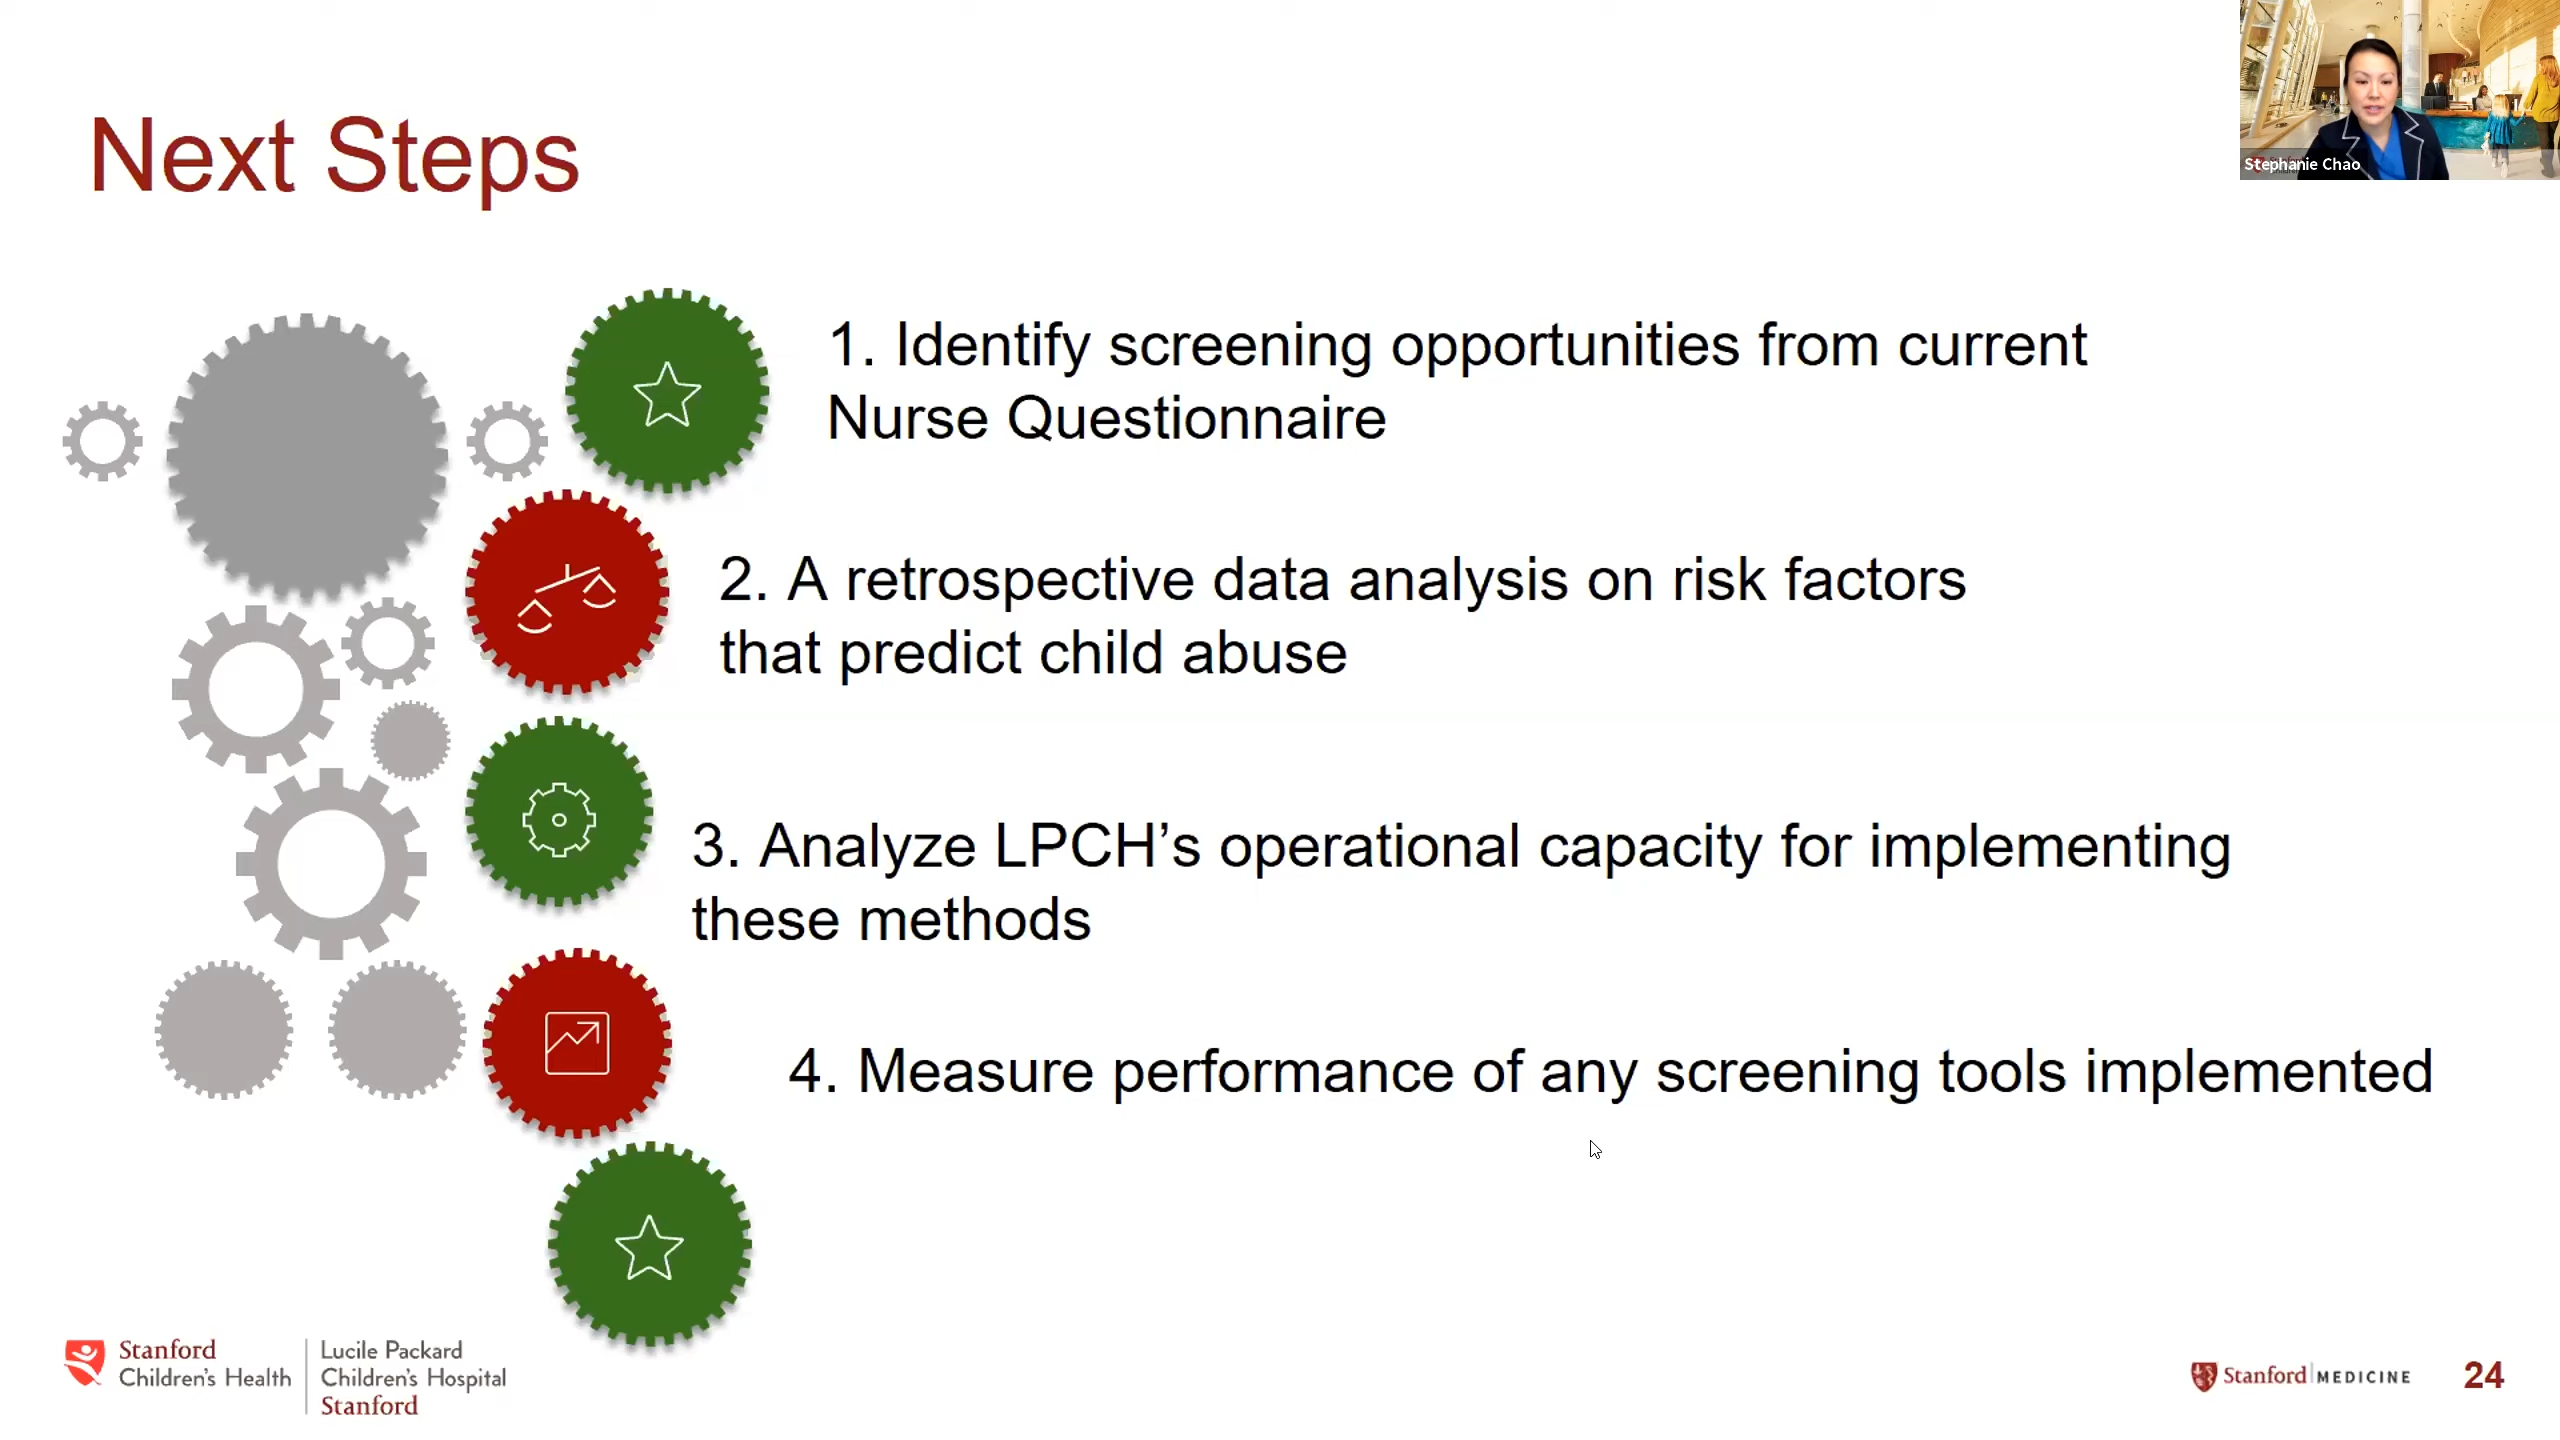 Stephanie Chao
Next Steps
1. Identify screening opportunities from current
Nurse Questionnaire
2. A retrospective data analysis on risk factors
that predict child abuse
3. Analyze LPCH’s operational capacity for implementing
these methods
4. Measure performance of any screening tools implemented
Stanford
Children's Health
Lucile Packard
Children's Hospital
Stanford
Stanford MEDICINE
24